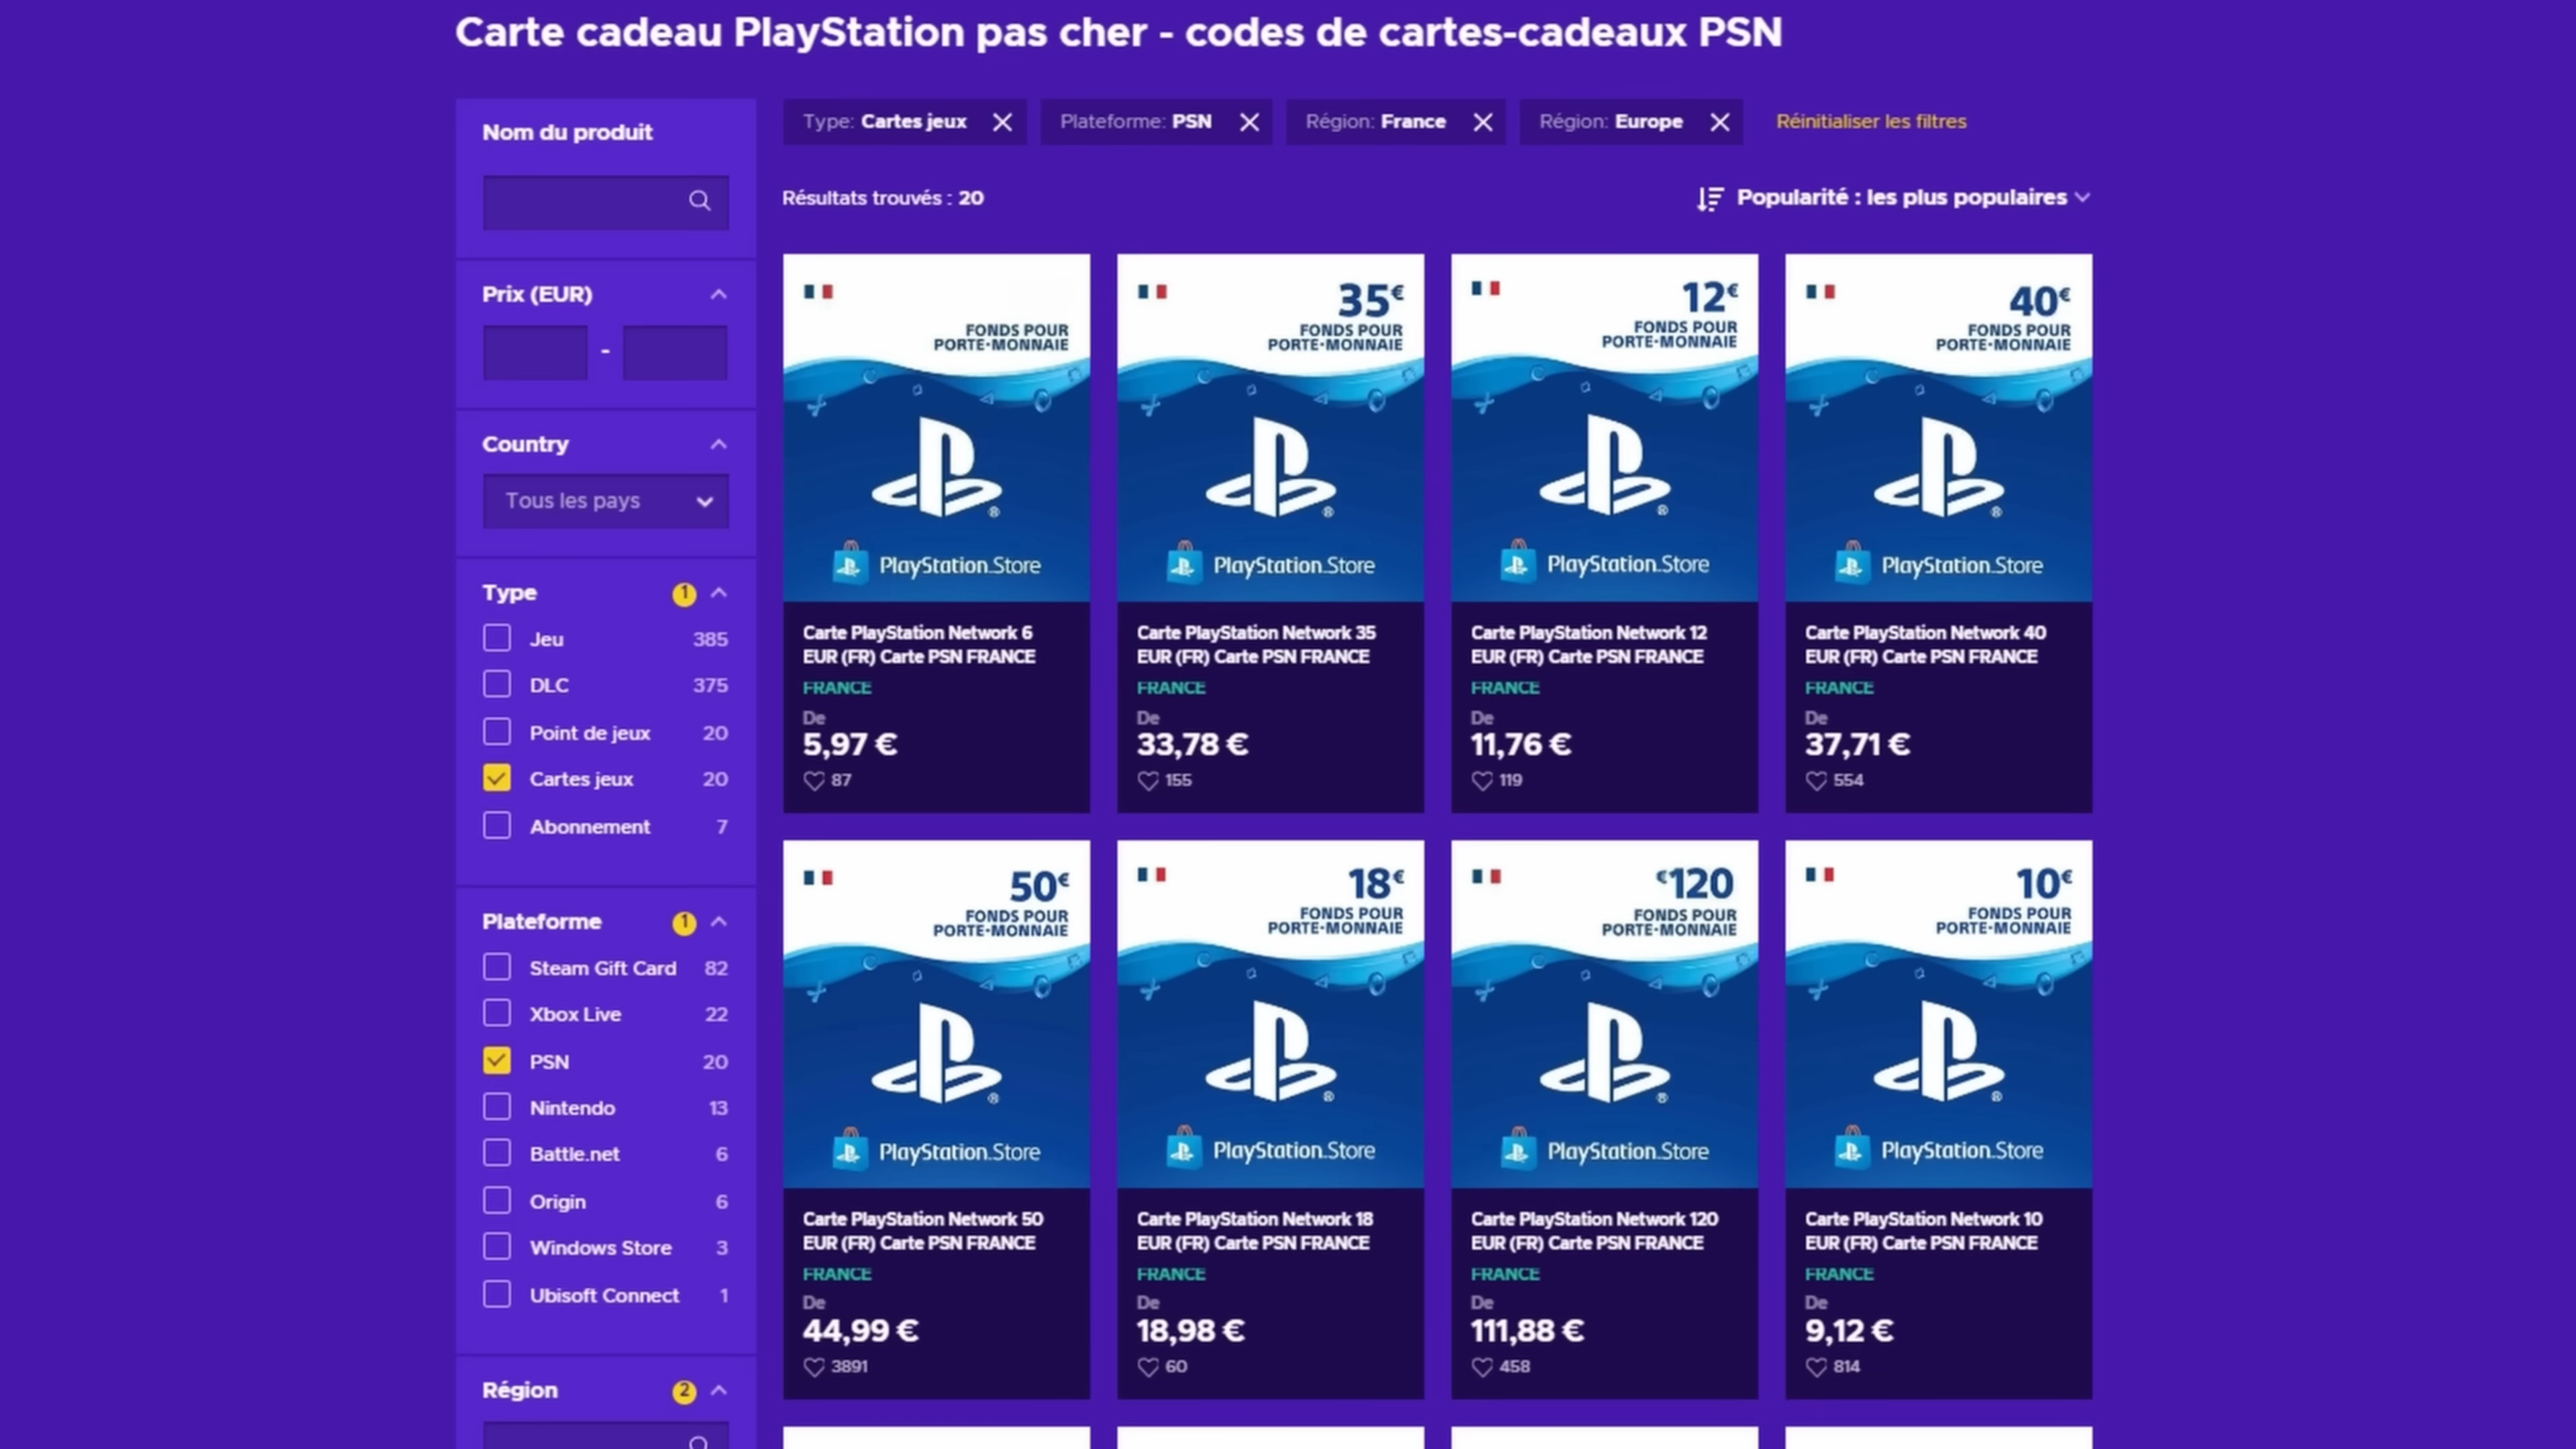 Carte cadeau PlayStation pas cher - codes de cartes-cadeaux PSN
Nom du produit
Prix (EUR)
-
Country
Tous les pays
Type 1
Jeu 385
DLC 375
Point de jeux 20
Cartes jeux 20
Abonnement 7
Plateforme 1
Steam Gift Card 82
Xbox Live 22
PSN 20
Nintendo 13
Battle.net 6
Origin 6
Windows Store 3
Ubisoft Connect 1
Région 2
Type: Cartes jeux
Plateforme: PSN
Région: France
Région: Europe
Réinitialiser les filtres
Résultats trouvés : 20
Popularité : les plus populaires
FONDS POUR
PORTE-MONNAIE
PlayStation.Store
Carte PlayStation Network 6
EUR (FR) Carte PSN FRANCE
FRANCE
De
5,97 €
87
35€
FONDS POUR
PORTE-MONNAIE
PlayStation.Store
Carte PlayStation Network 35
EUR (FR) Carte PSN FRANCE
FRANCE
De
33,78 €
155
12€
FONDS POUR
PORTE-MONNAIE
PlayStation.Store
Carte PlayStation Network 12
EUR (FR) Carte PSN FRANCE
FRANCE
De
11,76 €
119
40€
FONDS POUR
PORTE-MONNAIE
PlayStation.Store
Carte PlayStation Network 40
EUR (FR) Carte PSN FRANCE
FRANCE
De
37,71 €
554
50€
FONDS POUR
PORTE-MONNAIE
PlayStation.Store
Carte PlayStation Network 50
EUR (FR) Carte PSN FRANCE
FRANCE
De
44,99 €
3891
18€
FONDS POUR
PORTE-MONNAIE
PlayStation.Store
Carte PlayStation Network 18
EUR (FR) Carte PSN FRANCE
FRANCE
De
18,98 €
60
€120
FONDS POUR
PORTE-MONNAIE
PlayStation.Store
Carte PlayStation Network 120
EUR (FR) Carte PSN FRANCE
FRANCE
De
111,88 €
458
10€
FONDS POUR
PORTE-MONNAIE
PlayStation.Store
Carte PlayStation Network 10
EUR (FR) Carte PSN FRANCE
FRANCE
De
9,12 €
814